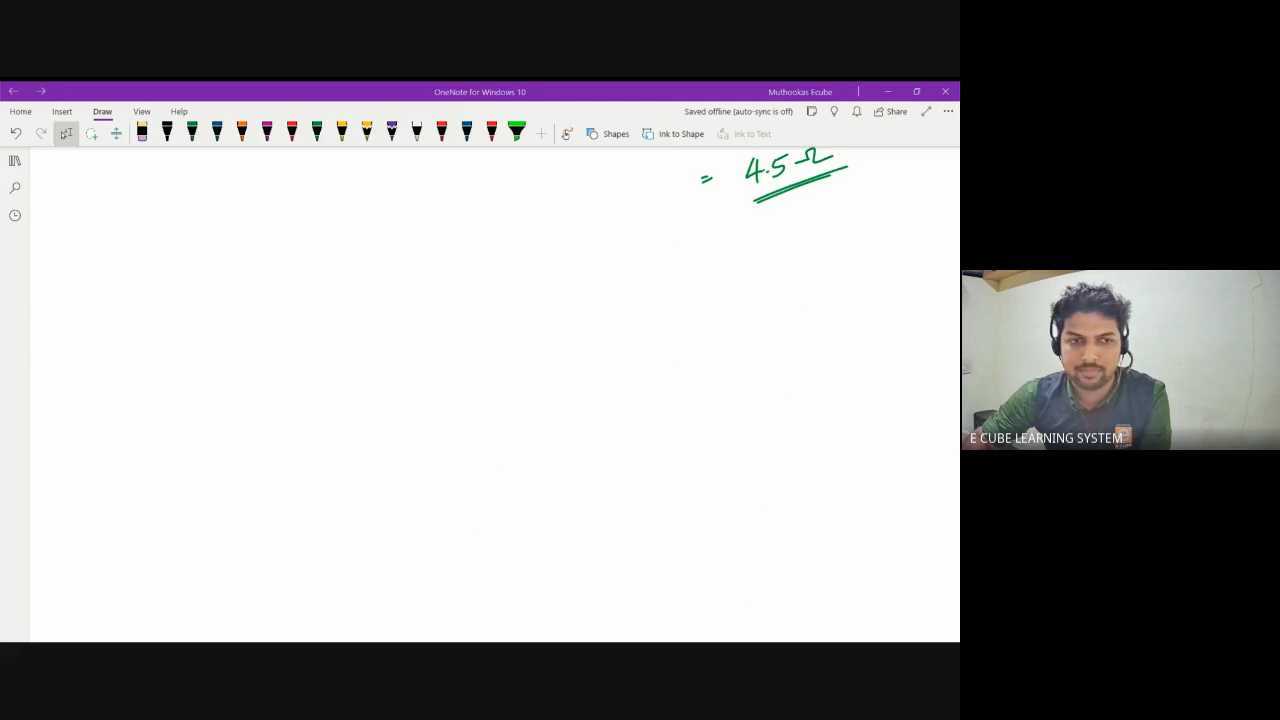 OneNote for Windows 10
Muthookas Ecube
Home Insert Draw View Help
Saved offline (auto-sync is off)
Share
Shapes
Ink to Shape
Ink to Text
= 4.5 Ω
E CUBE LEARNING SYSTEM